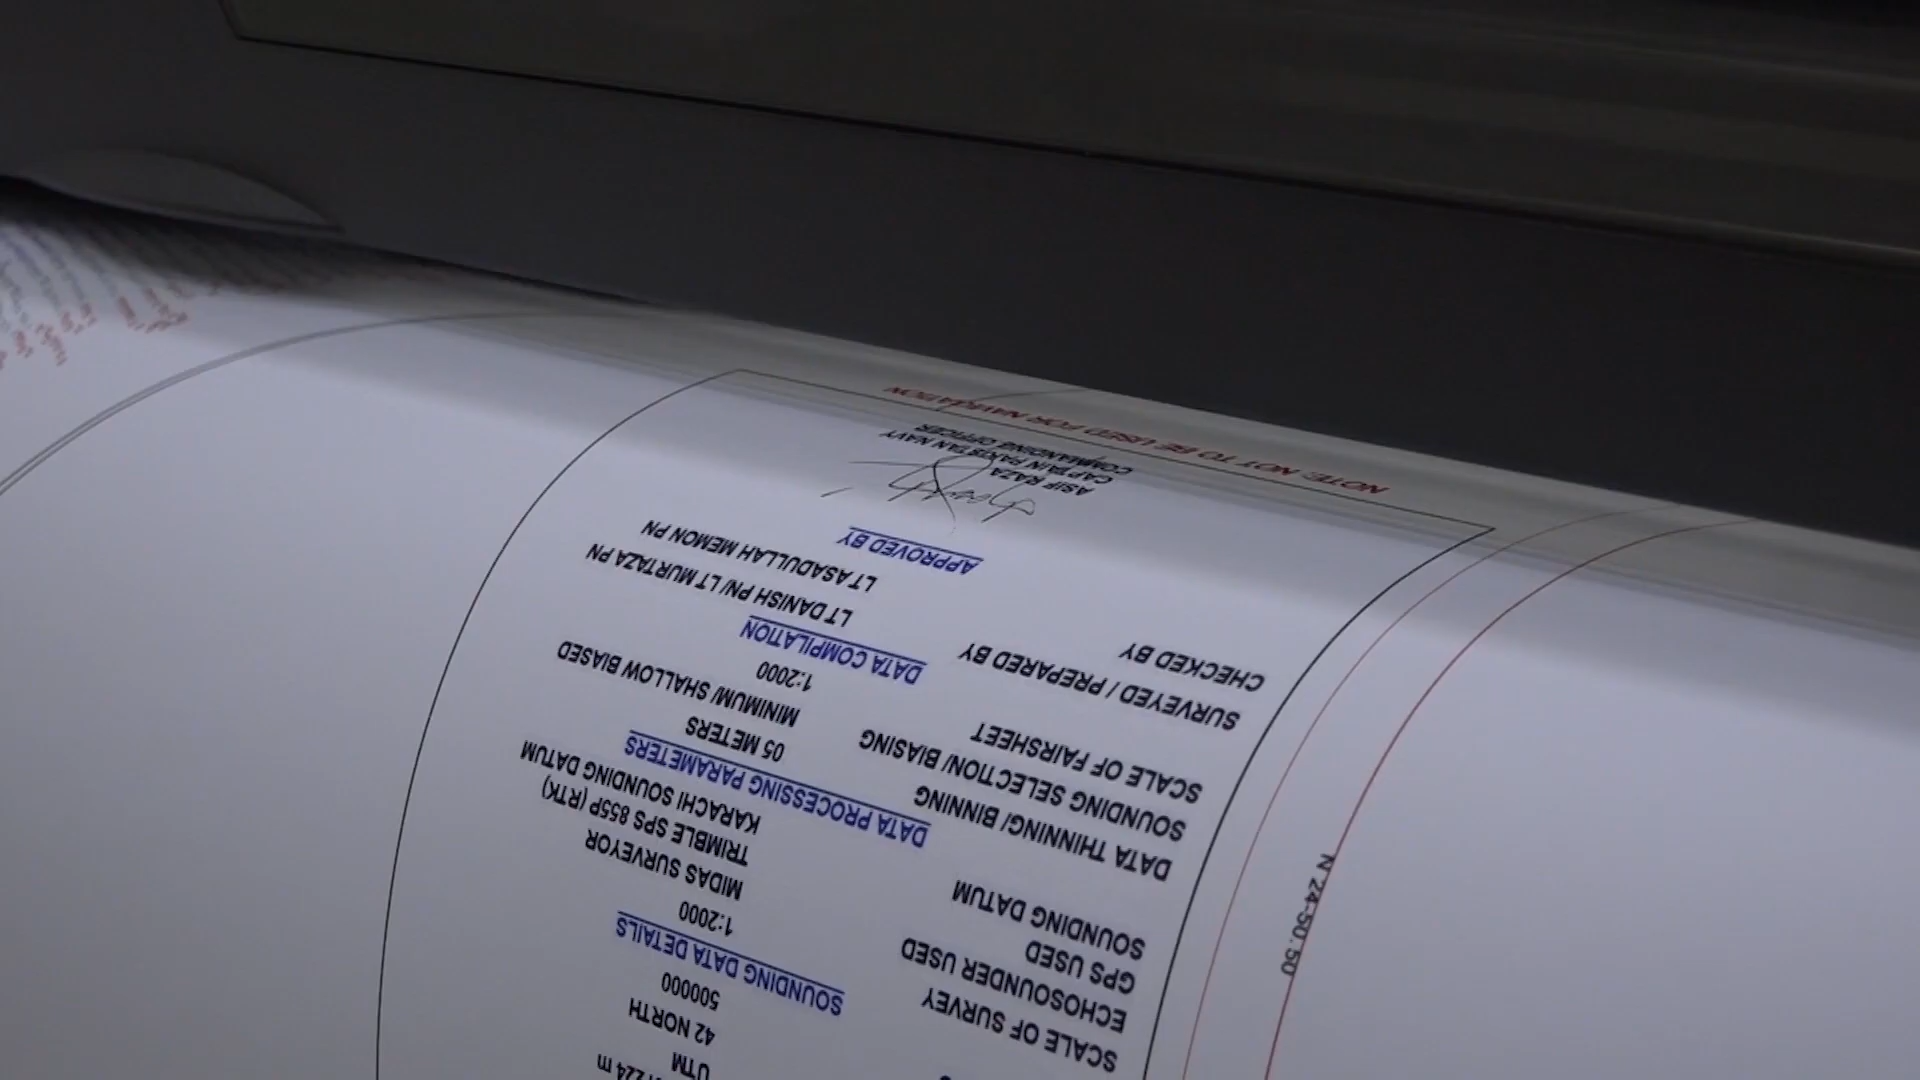 UTM
42 NORTH
500000
SOUNDING DATA DETAILS
SCALE OF SURVEY 1:2000
ECHOSOUNDER USED MIDAS SURVEYOR
GPS USED TRIMBLE SPS 855P (RTK)
SOUNDING DATUM KARACHI SOUNDING DATUM
DATA PROCESSING PARAMETERS
DATA THINNING/ BINNING 05 METERS
SOUNDING SELECTION/ BIASING MINIMUM/ SHALLOW BIASED
SCALE OF FAIRSHEET 1:2000
DATA COMPILATION
SURVEYED / PREPARED BY LT DANISH PN/ LT MURTAZA PN
CHECKED BY LT ASADULLAH MEMON PN
APPROVED BY
ASIF RAZA
CAPTAIN PAKISTAN NAVY
COMMANDING OFFICER
NOTE: NOT TO BE USED FOR NAVIGATION
N 24-50.50